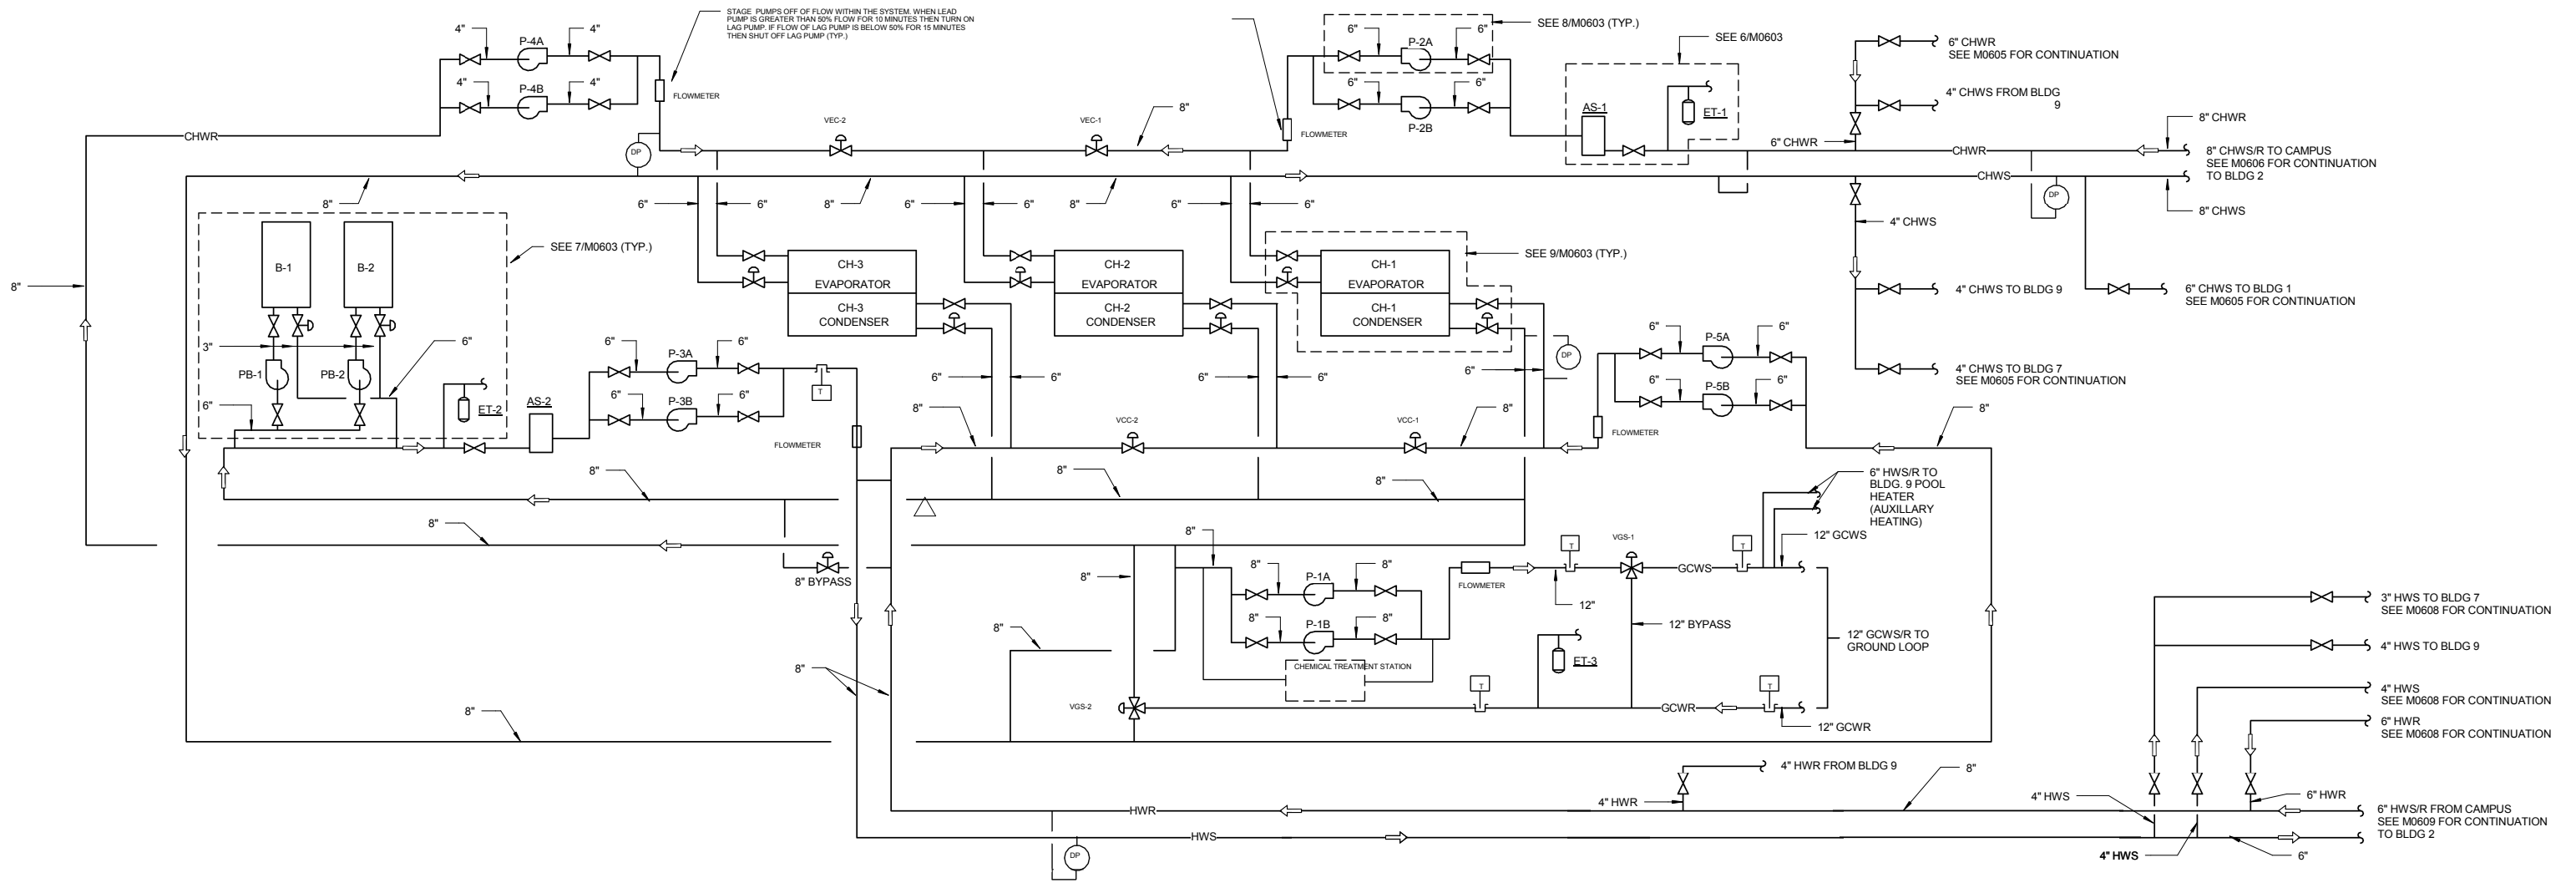 STAGE PUMPS OFF OF FLOW WITHIN THE SYSTEM. WHEN LEAD
PUMP IS GREATER THAN 50% FLOW FOR 10 MINUTES THEN TURN ON
LAG PUMP. IF FLOW OF LAG PUMP IS BELOW 50% FOR 15 MINUTES
THEN SHUT OFF LAG PUMP (TYP.)
4"
P-4A
4"
4"
P-4B
4"
FLOWMETER
CHWR
DP
VEC-2
VEC-1
8"
FLOWMETER
6"
P-2A
6"
6"
P-2B
6"
SEE 8/M0603 (TYP.)
SEE 6/M0603
AS-1
ET-1
6" CHWR
SEE M0605 FOR CONTINUATION
4" CHWS FROM BLDG
9
6" CHWR
CHWR
8" CHWR
8" CHWS/R TO CAMPUS
SEE M0606 FOR CONTINUATION
TO BLDG 2
CHWS
DP
8" CHWS
4" CHWS
4" CHWS TO BLDG 9
6" CHWS TO BLDG 1
SEE M0605 FOR CONTINUATION
4" CHWS TO BLDG 7
SEE M0605 FOR CONTINUATION
8"
6"
6"
8"
6"
6"
8"
6"
6"
8"
B-1
B-2
SEE 7/M0603 (TYP.)
3"
6"
PB-1
PB-2
6"
ET-2
AS-2
CH-3
EVAPORATOR
CH-3
CONDENSER
CH-2
EVAPORATOR
CH-2
CONDENSER
CH-1
EVAPORATOR
CH-1
CONDENSER
SEE 9/M0603 (TYP.)
DP
6"
P-3A
6"
6"
P-3B
6"
T
FLOWMETER
6"
6"
6"
6"
6"
6"
P-5A
6"
6"
P-5B
6"
FLOWMETER
8"
VCC-2
VCC-1
8"
8"
8"
8"
8"
8"
8" BYPASS
8"
8"
8"
P-1A
8"
8"
P-1B
8"
CHEMICAL TREATMENT STATION
FLOWMETER
T
VGS-1
T
GCWS
12"
12" BYPASS
ET-3
6" HWS/R TO
BLDG. 9 POOL
HEATER
(AUXILLARY
HEATING)
12" GCWS
12" GCWS/R TO
GROUND LOOP
8"
8"
8"
VGS-2
T
T
GCWR
12" GCWR
3" HWS TO BLDG 7
SEE M0608 FOR CONTINUATION
4" HWS TO BLDG 9
4" HWS
SEE M0608 FOR CONTINUATION
6" HWR
SEE M0608 FOR CONTINUATION
4" HWR FROM BLDG 9
8"
4" HWR
HWR
4" HWS
6" HWR
6" HWS/R FROM CAMPUS
SEE M0609 FOR CONTINUATION
TO BLDG 2
HWS
DP
4" HWS
6"